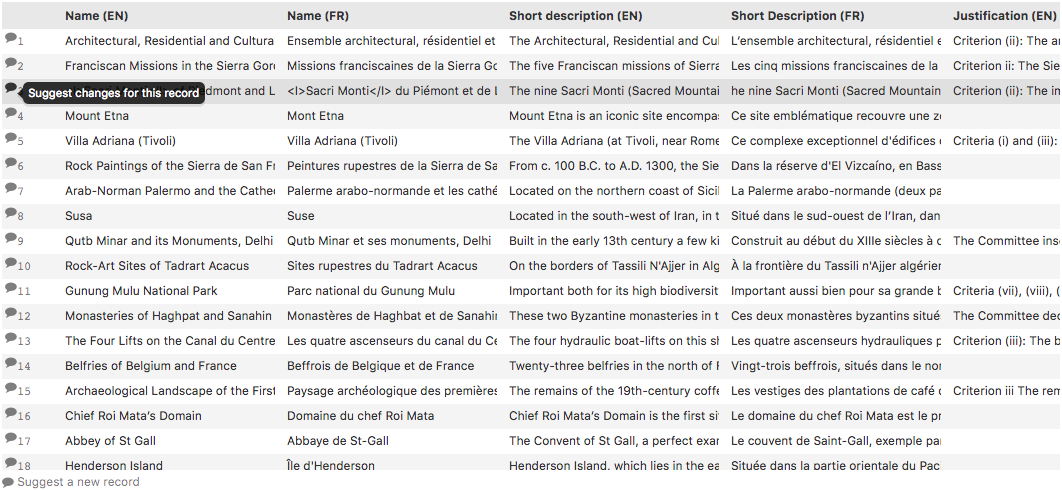 Name (EN) Name (FR) Short description (EN) Short Description (FR) Justification (EN)
1 Architectural, Residential and Cultura Ensemble architectural, résidentiel et The Architectural, Residential and Cul L’ensemble architectural, résidentiel e Criterion (ii): The ar
2 Franciscan Missions in the Sierra Gor Missions franciscaines de la Sierra Go The five Franciscan missions of Sierra Les cinq missions franciscaines de la Criterion ii: The Sie
Suggest changes for this record dmont and L <I>Sacri Monti</I> du Piémont et de L The nine Sacri Monti (Sacred Mountai he nine Sacri Monti (Sacred Mountain Criterion (ii): The in
4 Mount Etna Mont Etna Mount Etna is an iconic site encompas Ce site emblématique recouvre une z
5 Villa Adriana (Tivoli) Villa Adriana (Tivoli) The Villa Adriana (at Tivoli, near Rome Ce complexe exceptionnel d'édifices Criteria (i) and (iii):
6 Rock Paintings of the Sierra de San Fr Peintures rupestres de la Sierra de Sa From c. 100 B.C. to A.D. 1300, the Sie Dans la réserve d'El Vizcaíno, en Bass
7 Arab-Norman Palermo and the Cathe Palerme arabo-normande et les cathé Located on the northern coast of Sicil La Palerme arabo-normande (deux pa
8 Susa Suse Located in the south-west of Iran, in t Situé dans le sud-ouest de l’Iran, dan
9 Qutb Minar and its Monuments, Delhi Qutb Minar et ses monuments, Delhi Built in the early 13th century a few ki Construit au début du XIIIe siècles à c The Committee ins
10 Rock-Art Sites of Tadrart Acacus Sites rupestres du Tadrart Acacus On the borders of Tassili N'Ajjer in Alg À la frontière du Tassili n'Ajjer algérien
11 Gunung Mulu National Park Parc national du Gunung Mulu Important both for its high biodiversit Important aussi bien pour sa grande b Criteria (vii), (viii), (
12 Monasteries of Haghpat and Sanahin Monastères de Haghbat et de Sanahin These two Byzantine monasteries in t Ces deux monastères byzantins situé The Committee dec
13 The Four Lifts on the Canal du Centre Les quatre ascenseurs du canal du Ce The four hydraulic boat-lifts on this sh Les quatre ascenseurs hydrauliques p Criterion (iii): The b
14 Belfries of Belgium and France Beffrois de Belgique et de France Twenty-three belfries in the north of F Vingt-trois beffrois, situés dans le nor
15 Archaeological Landscape of the First Paysage archéologique des premières The remains of the 19th-century coffe Les vestiges des plantations de café Criterion iii The rem
16 Chief Roi Mata’s Domain Domaine du chef Roi Mata Chief Roi Mata’s Domain is the first si Le domaine du chef Roi Mata est le pr
17 Abbey of St Gall Abbaye de St-Gall The Convent of St Gall, a perfect exar Le couvent de Saint-Gall, exemple pa
18 Henderson Island Île d'Henderson Henderson Island, which lies in the ea Située dans la partie orientale du Pac
Suggest a new record